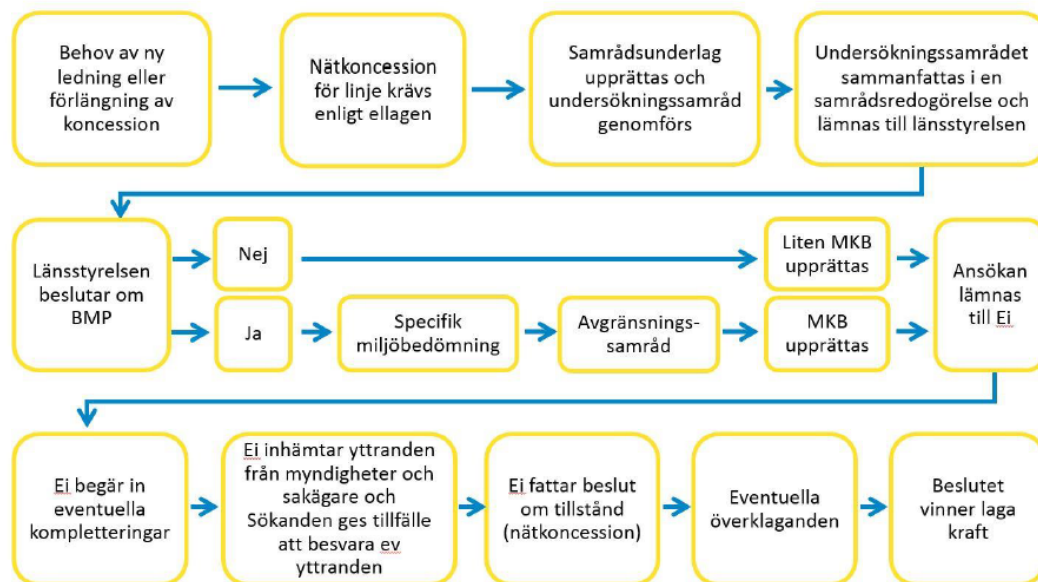 Behov av ny
ledning eller
förlängning av
koncession
Nätkoncession
för linje krävs
enligt ellagen
Samrådsunderlag
upprättas och
undersökningssamråd
genomförs
Undersökningssamrådet
sammanfattas i en
samrådsredogörelse och
lämnas till länsstyrelsen
Länsstyrelsen
beslutar om
BMP
Nej
Liten MKB
upprättas
Ja
Specifik
miljöbedömning
Avgränsnings-
samråd
MKB
upprättas
Ansökan
lämnas
till Ei
Ei begär in
eventuella
kompletteringar
Ei inhämtar yttranden
från myndigheter och
sakägare och
Sökanden ges tillfälle
att besvara ev
yttranden
Ei fattar beslut
om tillstånd
(nätkoncession)
Eventuella
överklaganden
Beslutet
vinner laga
kraft